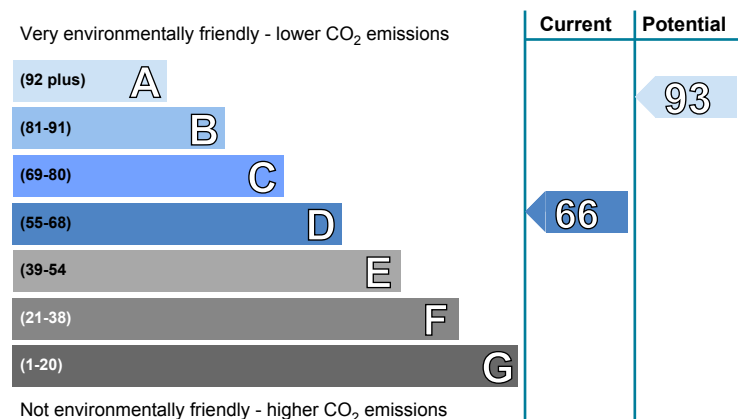 Very environmentally friendly - lower CO₂ emissions
Current
Potential
(92 plus) A
93
(81-91) B
(69-80) C
(55-68) D
66
(39-54 E
(21-38) F
(1-20) G
Not environmentally friendly - higher CO₂ emissions